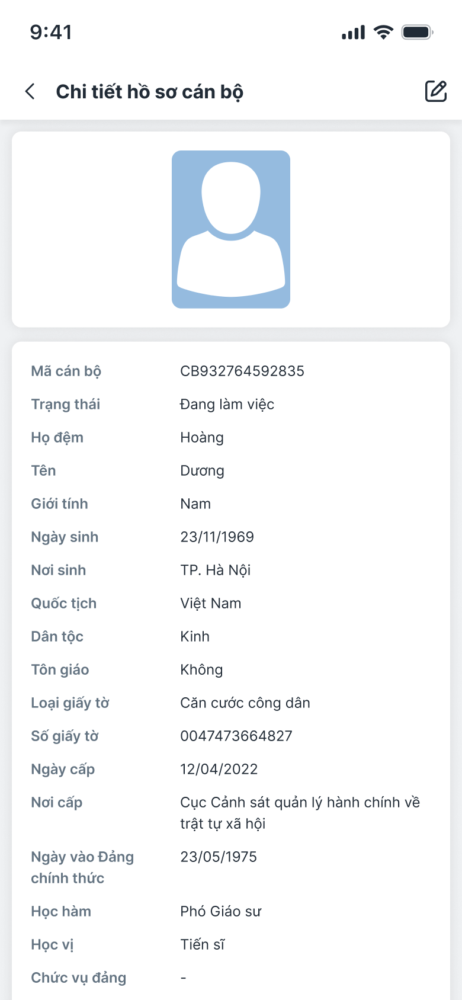 9:41
Chi tiết hồ sơ cán bộ
Mã cán bộ CB932764592835
Trạng thái Đang làm việc
Họ đệm Hoàng
Tên Dương
Giới tính Nam
Ngày sinh 23/11/1969
Nơi sinh TP. Hà Nội
Quốc tịch Việt Nam
Dân tộc Kinh
Tôn giáo Không
Loại giấy tờ Căn cước công dân
Số giấy tờ 0047473664827
Ngày cấp 12/04/2022
Nơi cấp Cục Cảnh sát quản lý hành chính về
trật tự xã hội
Ngày vào Đảng 23/05/1975
chính thức
Học hàm Phó Giáo sư
Học vị Tiến sĩ
Chức vụ đảng -